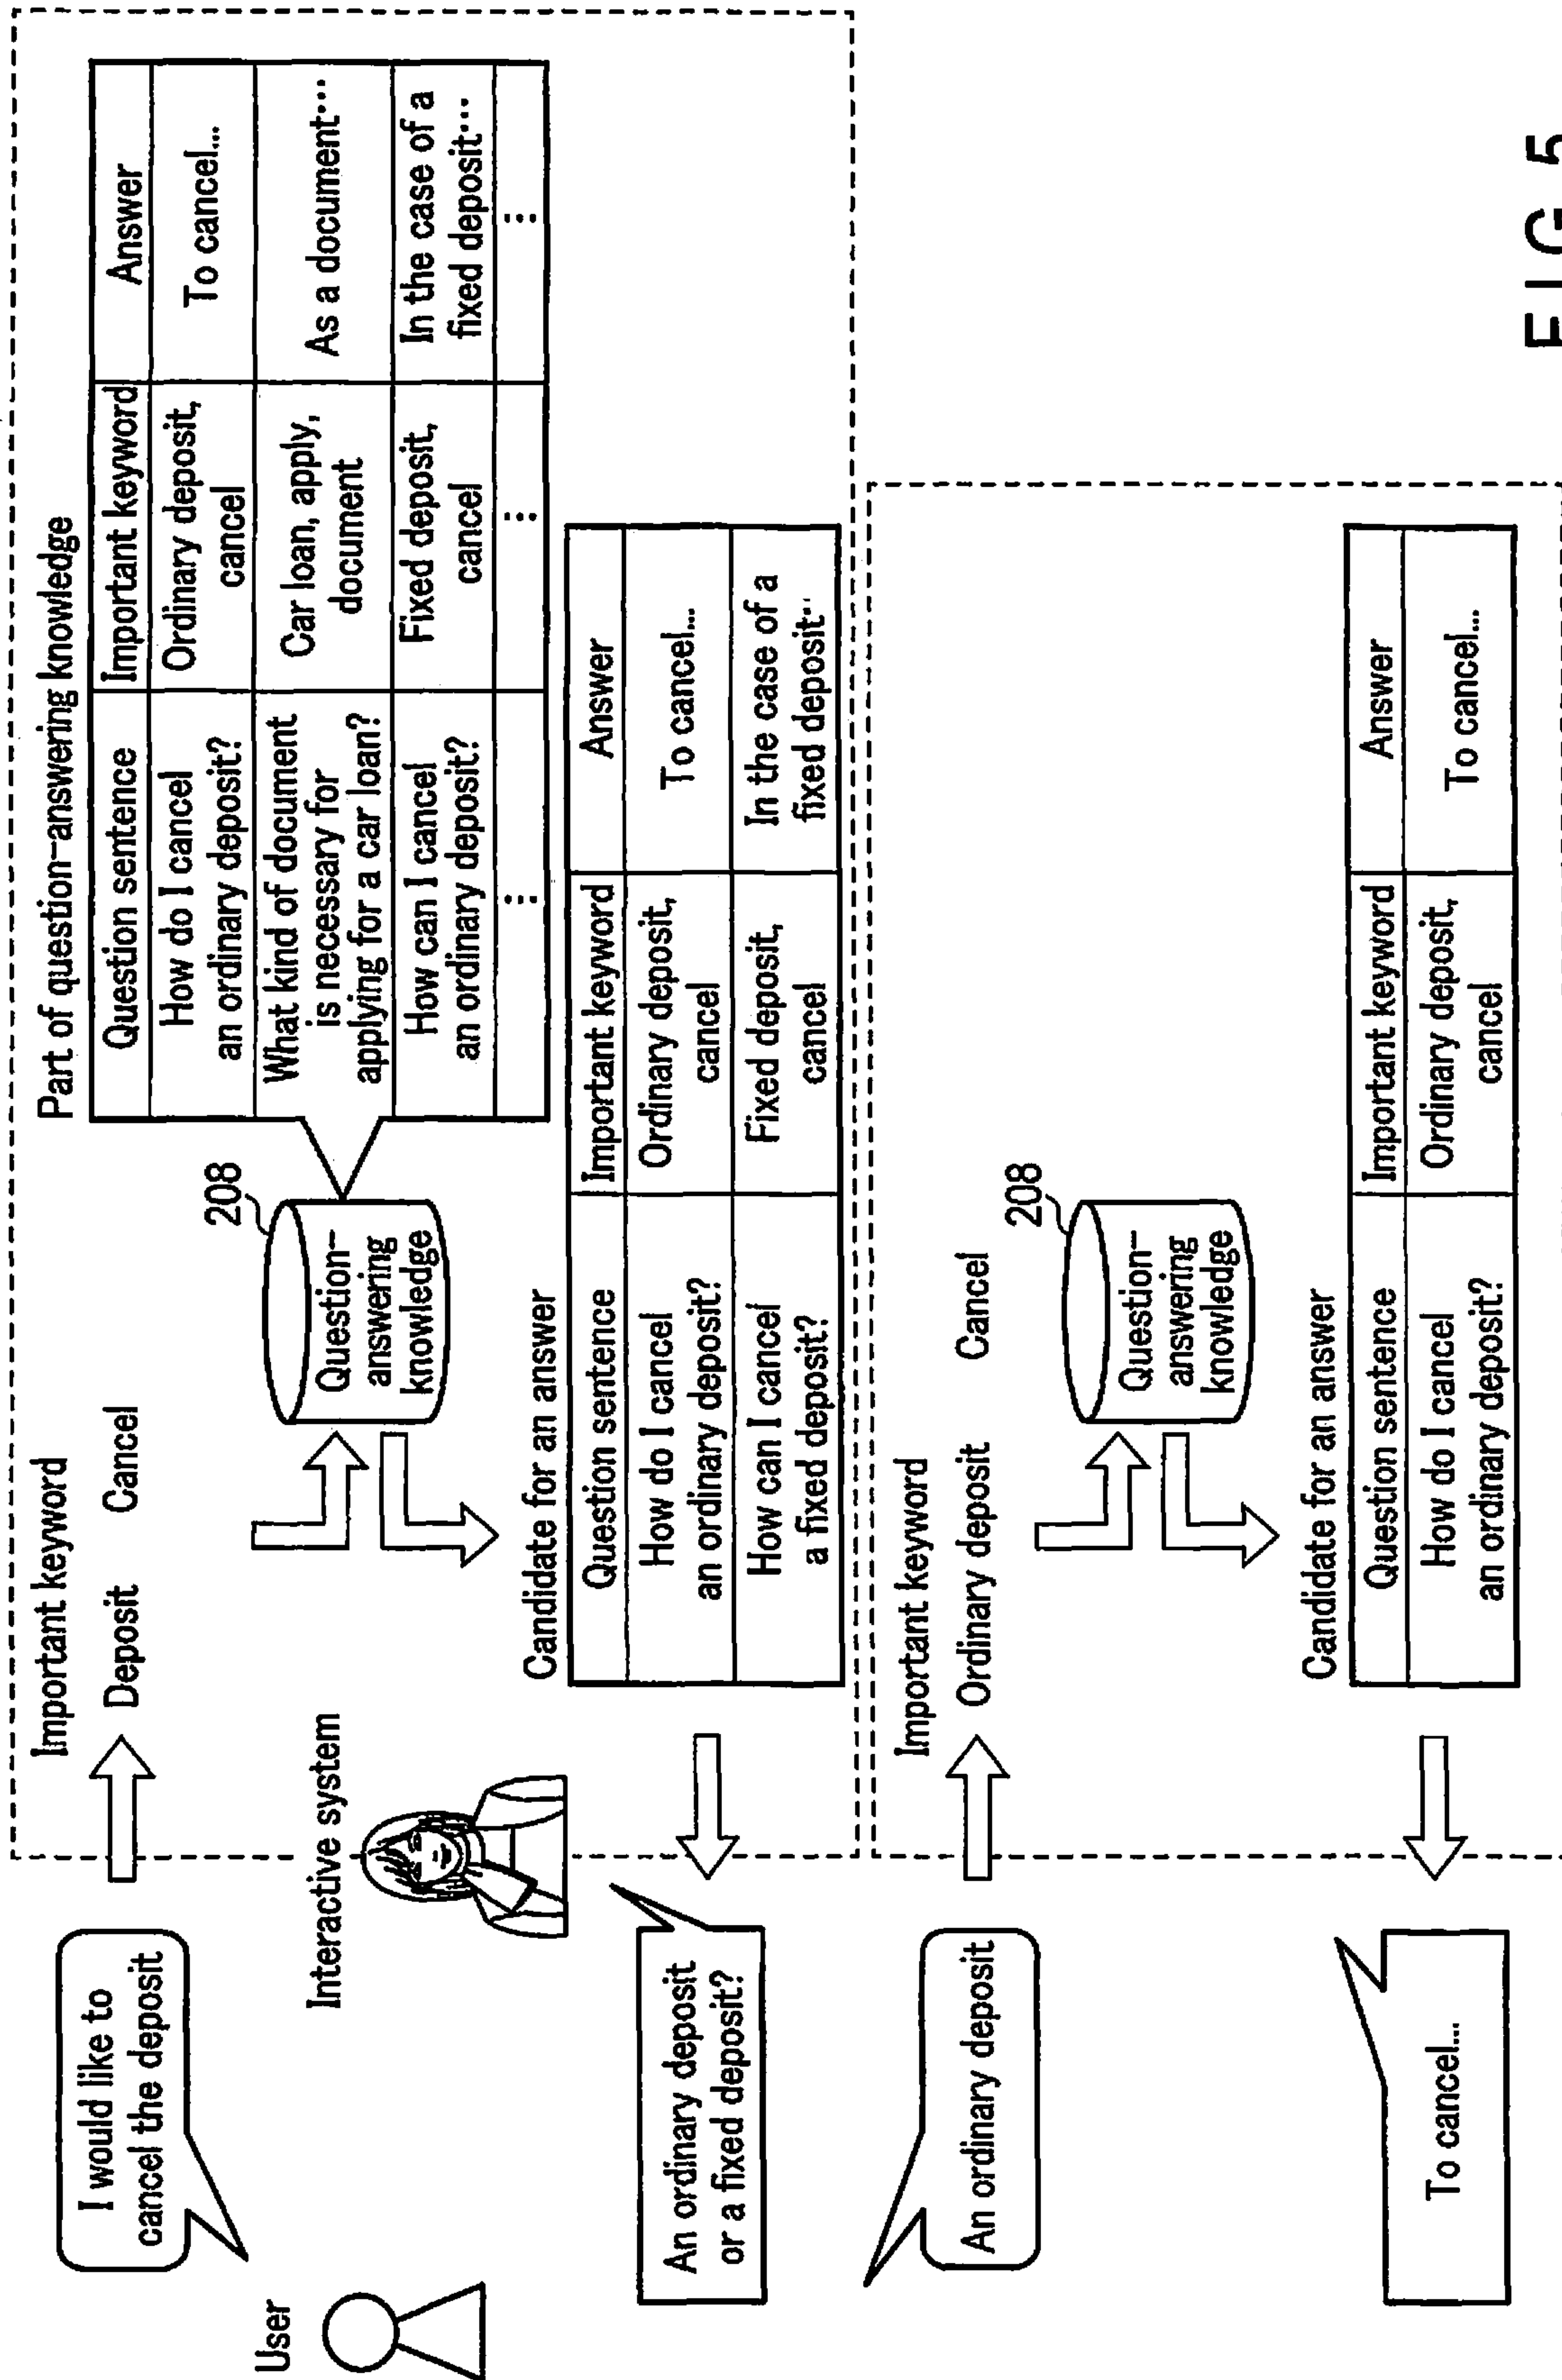 User
I would like to
cancel the deposit
Important keyword
Deposit Cancel
Interactive system
208
Question-
answering
knowledge
Part of question-answering knowledge
Question sentence Important keyword Answer
How do I cancel
an ordinary deposit?
Ordinary deposit,
cancel
To cancel...
What kind of document
is necessary for
applying for a car loan?
Car loan, apply,
document
As a document...
How can I cancel
an ordinary deposit?
Fixed deposit,
cancel
In the case of a
fixed deposit...
... ... ...
Candidate for an answer
Question sentence Important keyword Answer
How do I cancel
an ordinary deposit?
Ordinary deposit,
cancel
To cancel...
How can I cancel
a fixed deposit?
Fixed deposit,
cancel
In the case of a
fixed deposit...
An ordinary deposit
or a fixed deposit?
An ordinary deposit
Important keyword
Ordinary deposit Cancel
208
Question-
answering
knowledge
Candidate for an answer
Question sentence Important keyword Answer
How do I cancel
an ordinary deposit?
Ordinary deposit,
cancel
To cancel...
To cancel...
FIG 5